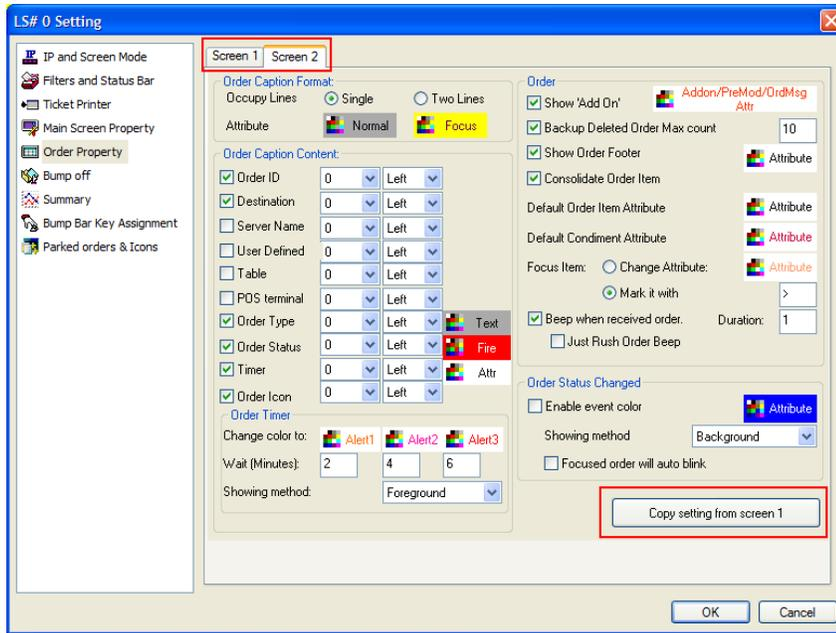 LS# 0 Setting
IP and Screen Mode
Filters and Status Bar
Ticket Printer
Main Screen Property
Order Property
Bump off
Summary
Bump Bar Key Assignment
Parked orders & Icons
Screen 1 Screen 2
Order Caption Format:
Occupy Lines Single Two Lines
Attribute Normal Focus
Order Caption Content:
Order ID 0 Left
Destination 0 Left
Server Name 0 Left
User Defined 0 Left
Table 0 Left
POS terminal 0 Left
Order Type 0 Left Text
Order Status 0 Left Fire
Timer 0 Left Attr
Order Icon 0 Left
Order Timer
Change color to: Alert1 Alert2 Alert3
Wait (Minutes): 2 4 6
Showing method: Foreground
Order
Show 'Add On' Addon/PreMod/OrdMsg
Attr
Backup Deleted Order Max count 10
Show Order Footer Attribute
Consolidate Order Item
Default Order Item Attribute Attribute
Default Condiment Attribute Attribute
Focus Item: Change Attribute: Attribute
Mark it with >
Beep when received order. Duration: 1
Just Rush Order Beep
Order Status Changed
Enable event color Attribute
Showing method Background
Focused order will auto blink
Copy setting from screen 1
OK Cancel